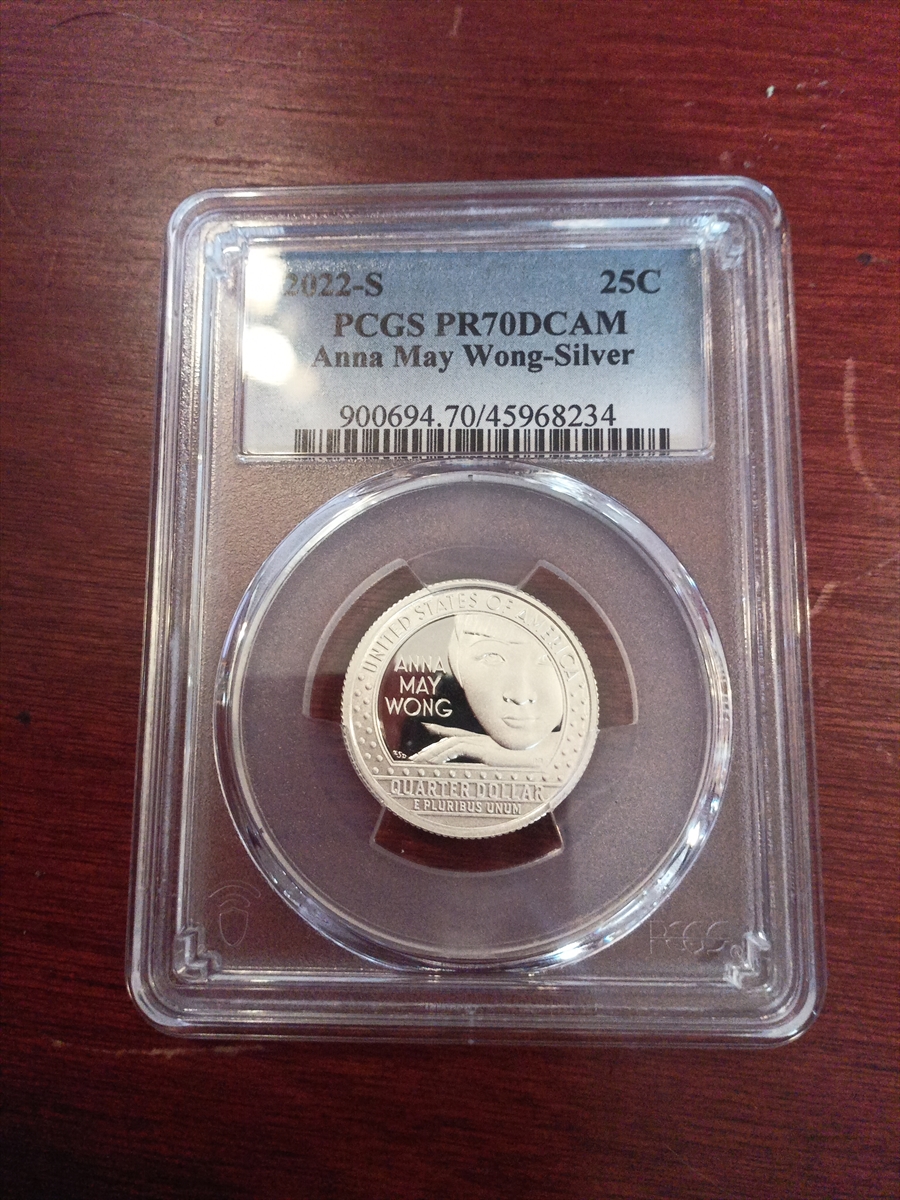 2022-S 25C
PCGS PR70DCAM
Anna May Wong-Silver
900694.70/45968234
UNITED STATES OF AMERICA
ANNA
MAY
WONG
QUARTER DOLLAR
E PLURIBUS UNUM
PCGS